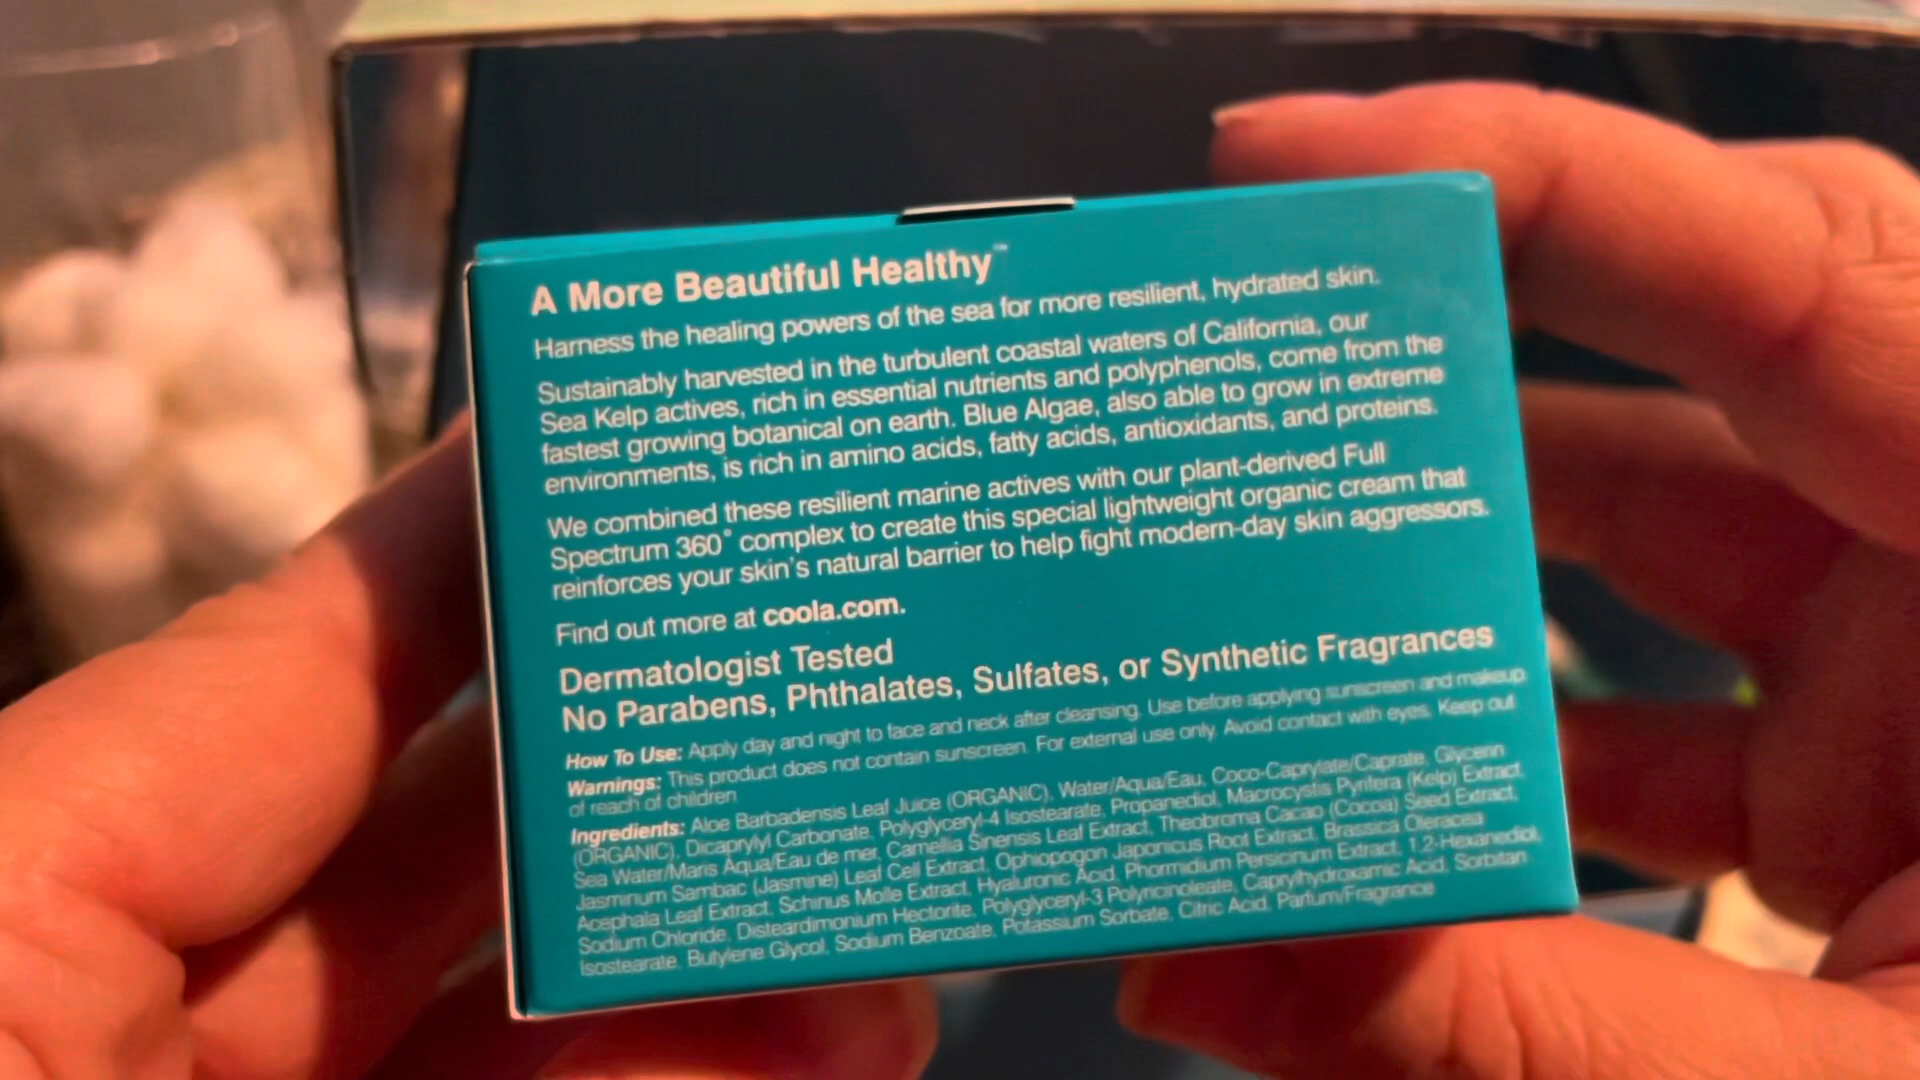 A More Beautiful Healthy™
Harness the healing powers of the sea for more resilient, hydrated skin.
Sustainably harvested in the turbulent coastal waters of California, our
Sea Kelp actives, rich in essential nutrients and polyphenols, come from the
fastest growing botanical on earth. Blue Algae, also able to grow in extreme
environments, is rich in amino acids, fatty acids, antioxidants, and proteins.
We combined these resilient marine actives with our plant-derived Full
Spectrum 360° complex to create this special lightweight organic cream that
reinforces your skin's natural barrier to help fight modern-day skin aggressors.
Find out more at coola.com.
Dermatologist Tested
No Parabens, Phthalates, Sulfates, or Synthetic Fragrances
How To Use: Apply day and night to face and neck after cleansing. Use before applying sunscreen and makeup.
Warnings: This product does not contain sunscreen. For external use only. Avoid contact with eyes. Keep out
of reach of children.
Ingredients: Aloe Barbadensis Leaf Juice (ORGANIC), Water/Aqua/Eau, Coco-Caprylate/Caprate, Glycerin
(ORGANIC), Dicaprylyl Carbonate, Polyglyceryl-4 Isostearate, Propanediol, Macrocystis Pyrifera (Kelp) Extract,
Sea Water/Maris Aqua/Eau de mer, Camellia Sinensis Leaf Extract, Theobroma Cacao (Cocoa) Seed Extract,
Jasminum Sambac (Jasmine) Leaf Cell Extract, Ophiopogon Japonicus Root Extract, Brassica Oleracea
Acephala Leaf Extract, Schinus Molle Extract, Hyaluronic Acid, Phormidium Persicinum Extract, 1,2-Hexanediol,
Sodium Chloride, Disteardimonium Hectorite, Polyglyceryl-3 Polyricinoleate, Caprylhydroxamic Acid, Sorbitan
Isostearate, Butylene Glycol, Sodium Benzoate, Potassium Sorbate, Citric Acid, Parfum/Fragrance